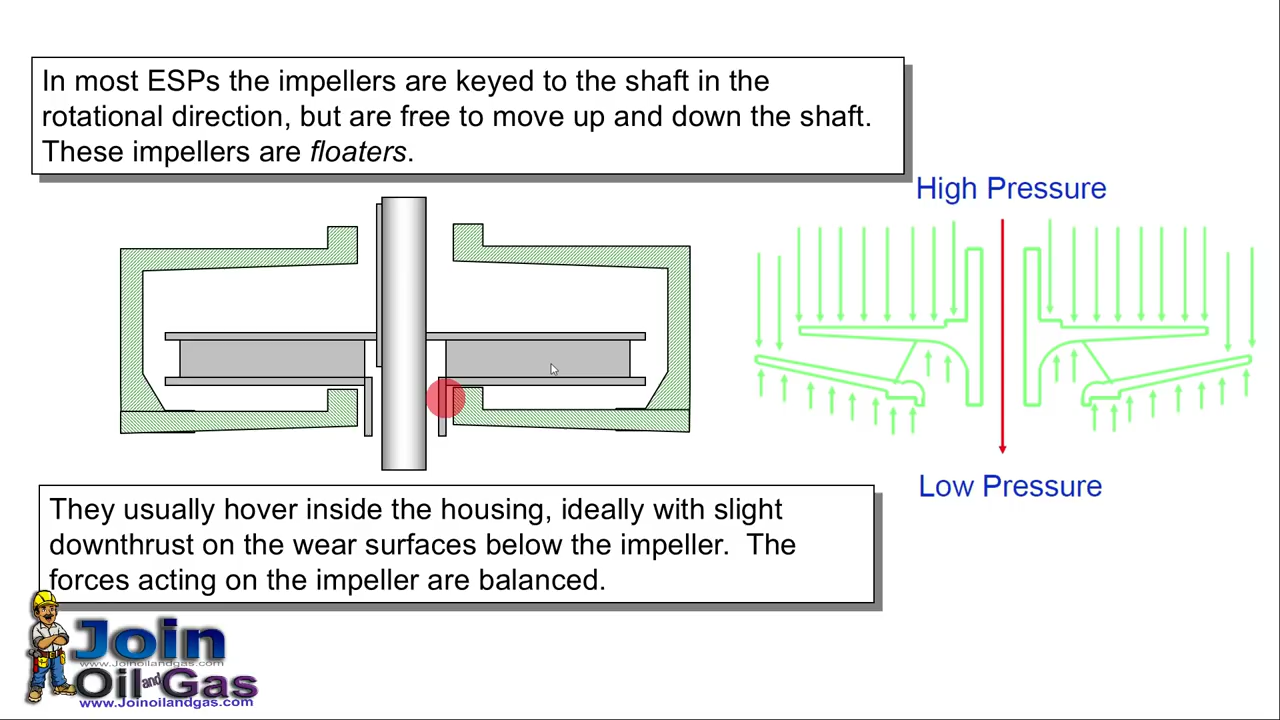 In most ESPs the impellers are keyed to the shaft in the
rotational direction, but are free to move up and down the shaft.
These impellers are floaters.
High Pressure
Low Pressure
They usually hover inside the housing, ideally with slight
downthrust on the wear surfaces below the impeller. The
forces acting on the impeller are balanced.
Join
www.Joinoilandgas.com
Oil and Gas
www.Joinoilandgas.com